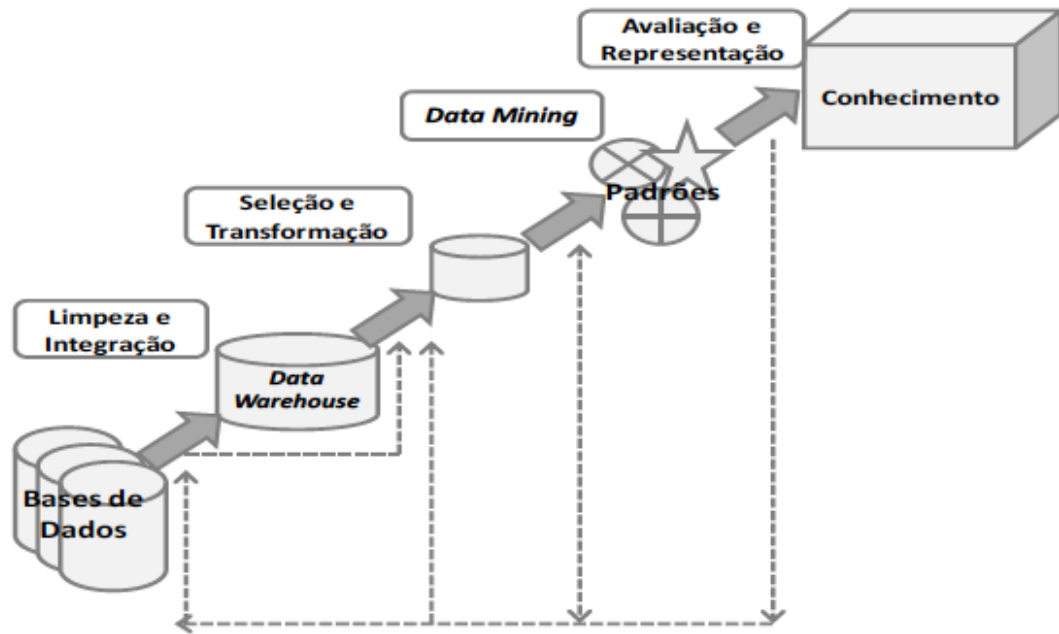 Avaliação e
Representação
Conhecimento
Data Mining
Padrões
Seleção e
Transformação
Limpeza e
Integração
Data
Warehouse
Bases de
Dados